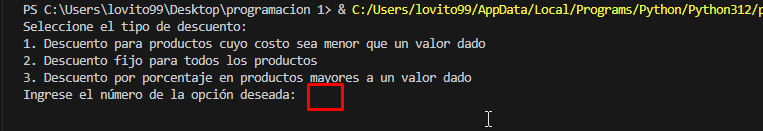 PS C:\Users\lovito99\Desktop\programacion 1> & C:/Users/lovito99/AppData/Local/Programs/Python/Python312/p
Seleccione el tipo de descuento:
1. Descuento para productos cuyo costo sea menor que un valor dado
2. Descuento fijo para todos los productos
3. Descuento por porcentaje en productos mayores a un valor dado
Ingrese el número de la opción deseada: